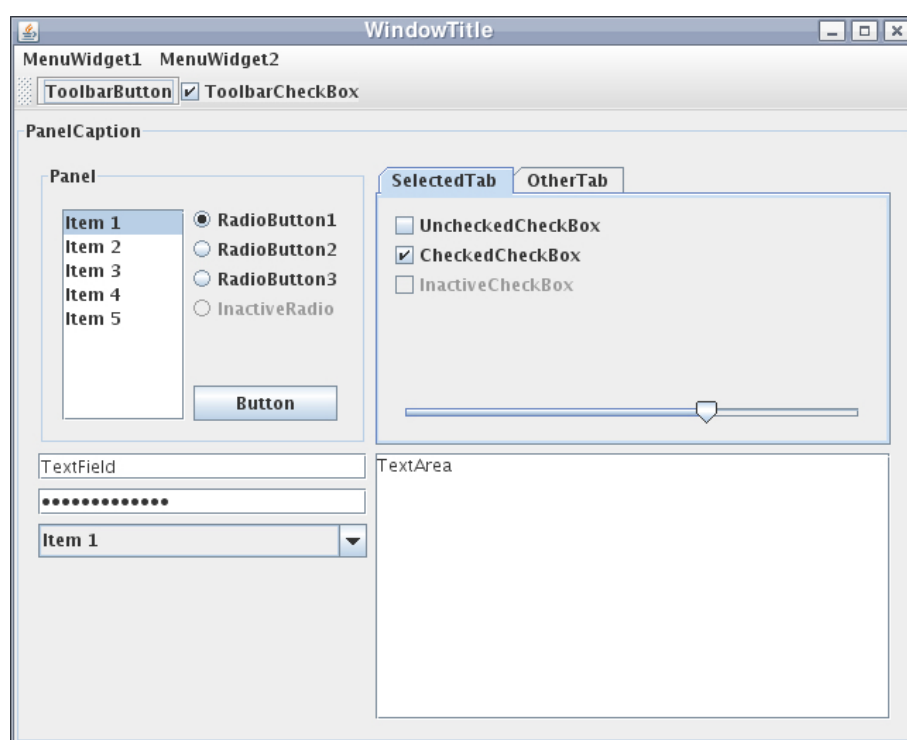 WindowTitle
MenuWidget1 MenuWidget2
ToolbarButton ToolbarCheckBox
PanelCaption
Panel
Item 1
Item 2
Item 3
Item 4
Item 5
RadioButton1
RadioButton2
RadioButton3
InactiveRadio
Button
SelectedTab OtherTab
UncheckedCheckBox
CheckedCheckBox
InactiveCheckBox
TextField
•••••••••••••
Item 1
TextArea